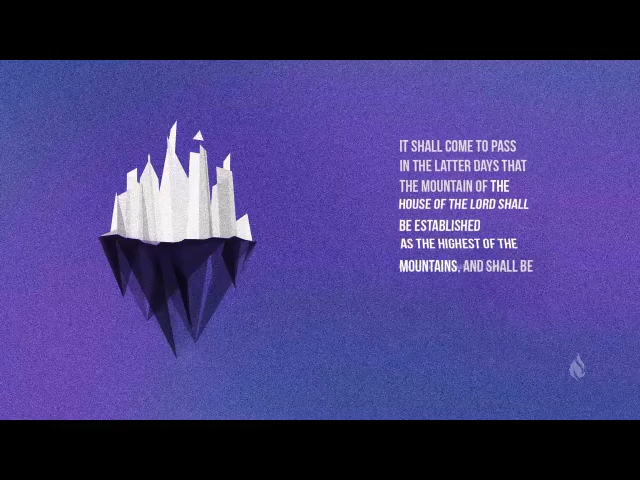 IT SHALL COME TO PASS
IN THE LATTER DAYS THAT
THE MOUNTAIN OF THE
HOUSE OF THE LORD SHALL
BE ESTABLISHED
AS THE HIGHEST OF THE
MOUNTAINS, AND SHALL BE